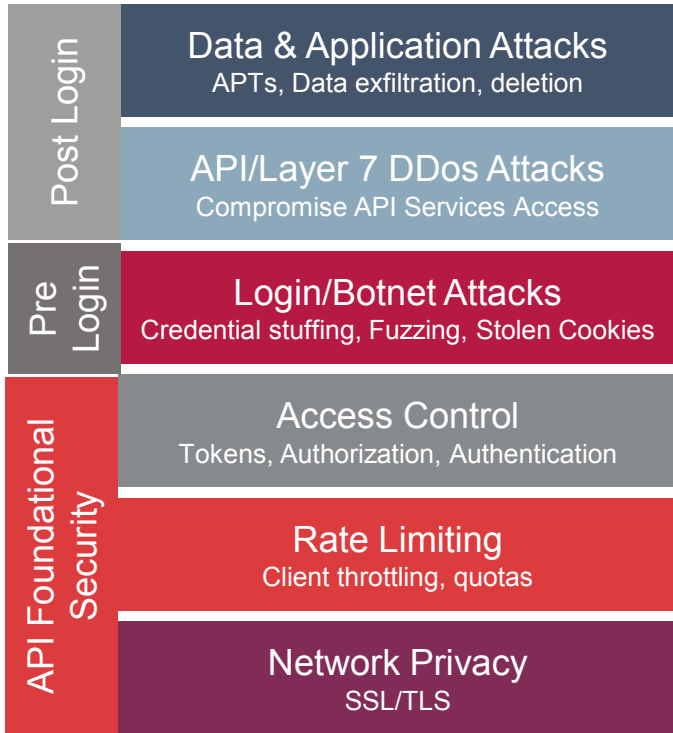 Post Login
Data & Application Attacks
APTs, Data exfiltration, deletion
API/Layer 7 DDos Attacks
Compromise API Services Access
Pre
Login
Login/Botnet Attacks
Credential stuffing, Fuzzing, Stolen Cookies
API Foundational
Security
Access Control
Tokens, Authorization, Authentication
Rate Limiting
Client throttling, quotas
Network Privacy
SSL/TLS